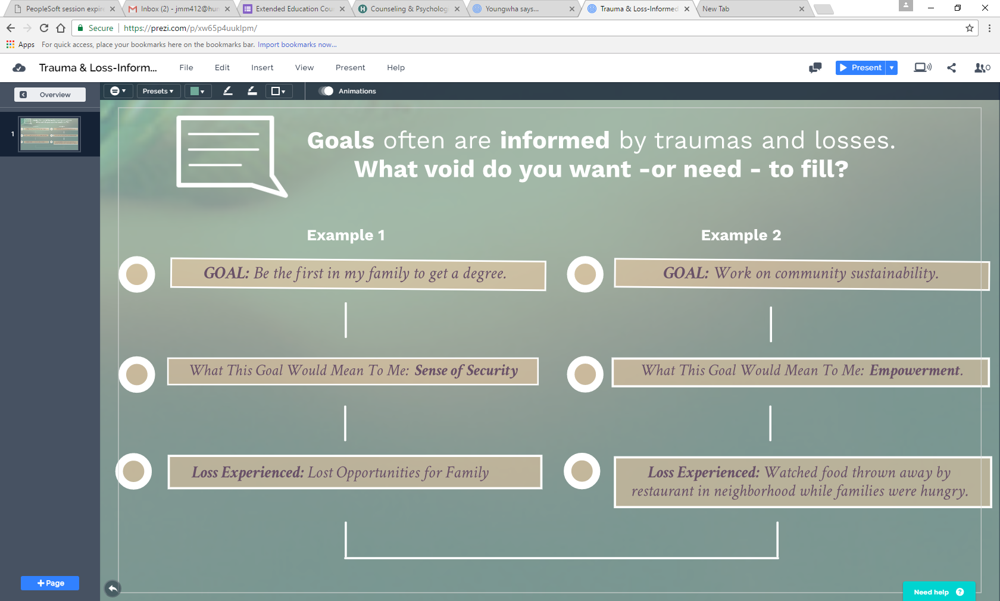 PeopleSoft session expire
Inbox (2) - jmm412@hum
Extended Education Cou
Counseling & Psycholog
Youngwha says...
Trauma & Loss-Informed
New Tab
Secure
https://prezi.com/p/xw65p4uuklpm/
Apps
For quick access, place your bookmarks here on the bookmarks bar. Import bookmarks now...
Trauma & Loss-Inform...
File
Edit
Insert
View
Present
Help
Present
0
Overview
Presets
Animations
1
Goals often are informed by traumas and losses.
What void do you want -or need - to fill?
Example 1
Example 2
GOAL: Be the first in my family to get a degree.
GOAL: Work on community sustainability.
What This Goal Would Mean To Me: Sense of Security
What This Goal Would Mean To Me: Empowerment.
Loss Experienced: Lost Opportunities for Family
Loss Experienced: Watched food thrown away by
restaurant in neighborhood while families were hungry.
+ Page
Need help ?